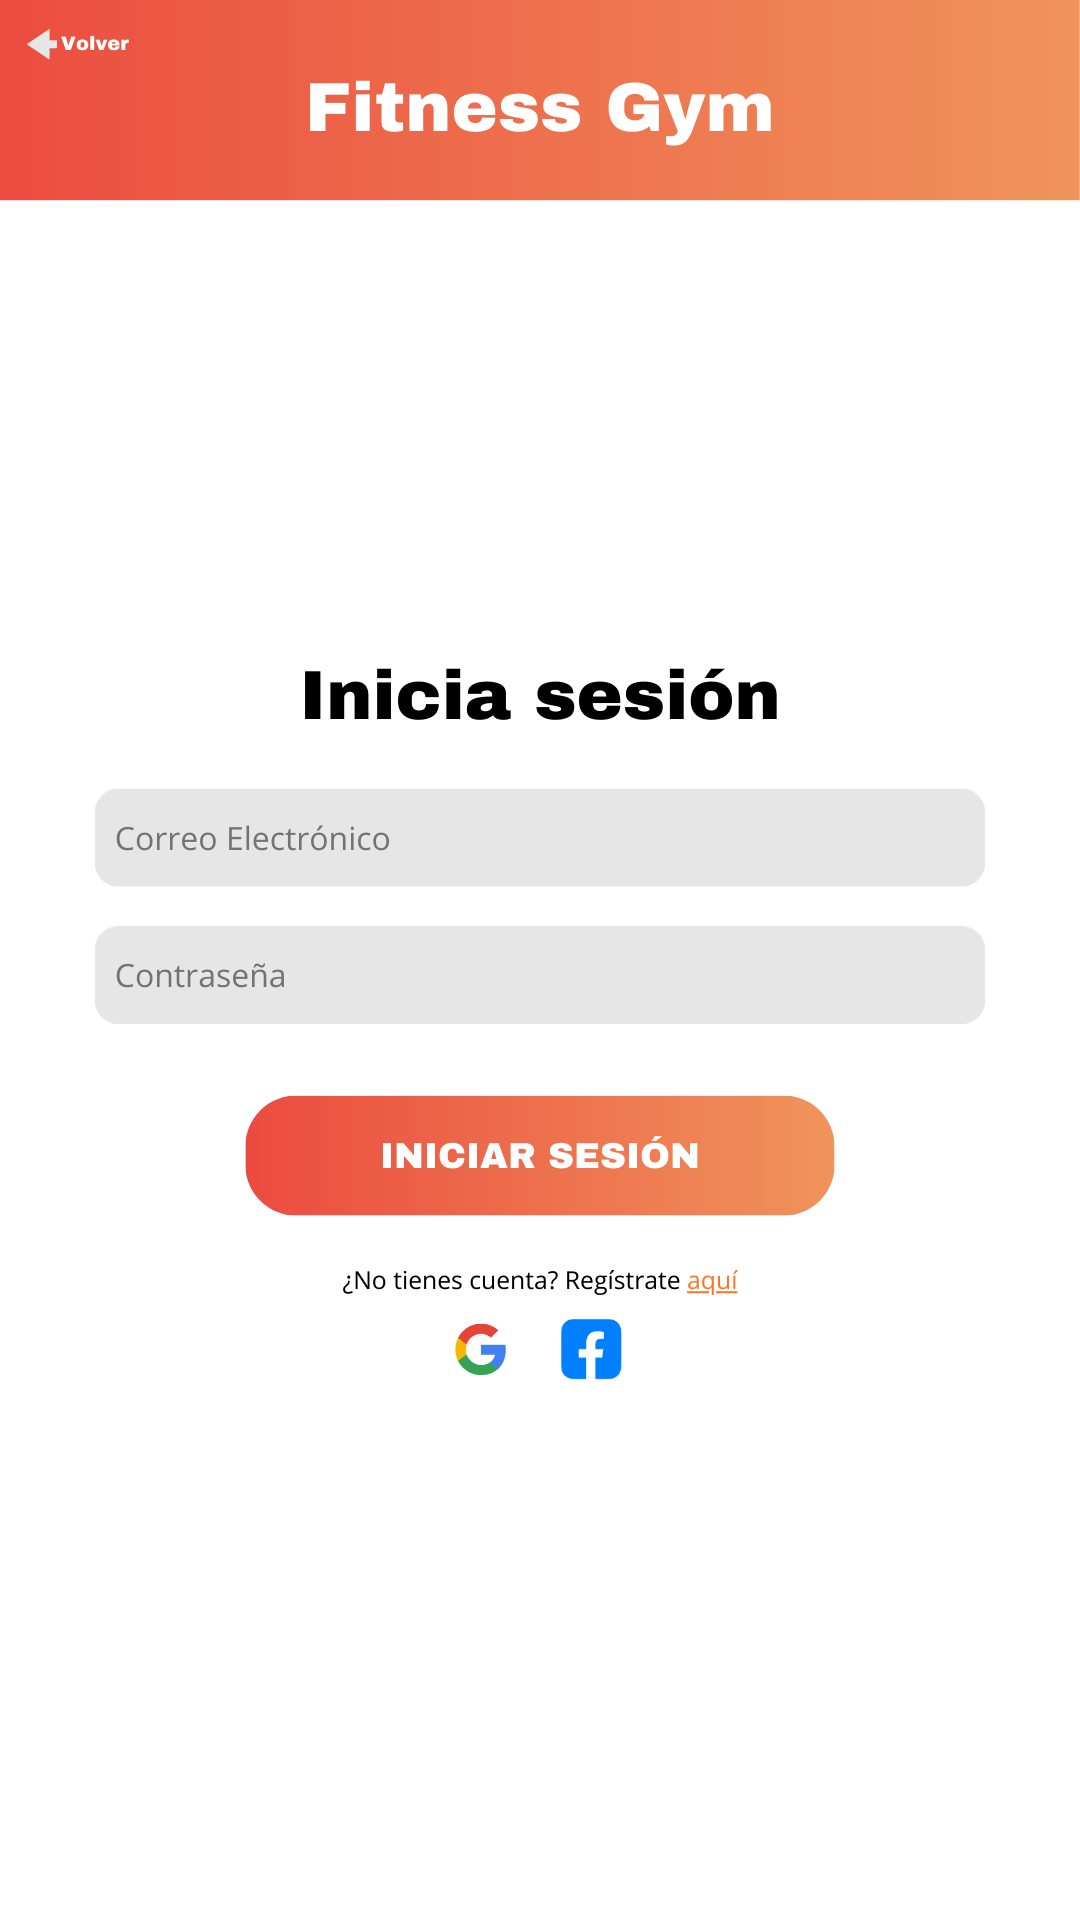 Volver
Fitness Gym
Inicia sesión
Correo Electrónico
Contraseña
INICIAR SESIÓN
¿No tienes cuenta? Regístrate aquí